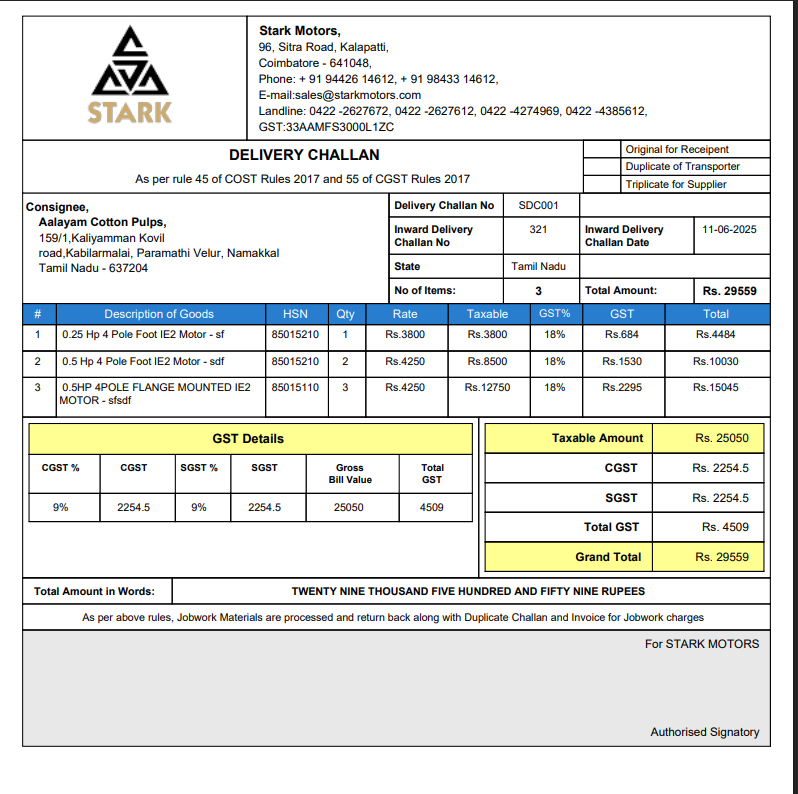 STARK
Stark Motors,
96, Sitra Road, Kalapatti,
Coimbatore - 641048,
Phone: + 91 94426 14612, + 91 98433 14612,
E-mail:sales@starkmotors.com
Landline: 0422 -2627672, 0422 -2627612, 0422 -4274969, 0422 -4385612,
GST:33AAMFS3000L1ZC
DELIVERY CHALLAN
As per rule 45 of COST Rules 2017 and 55 of CGST Rules 2017
Original for Receipent
Duplicate of Transporter
Triplicate for Supplier
Consignee,
Aalayam Cotton Pulps,
159/1,Kaliyamman Kovil
road,Kabilarmalai, Paramathi Velur, Namakkal
Tamil Nadu - 637204
Delivery Challan No SDC001
Inward Delivery Challan No 321 Inward Delivery Challan Date 11-06-2025
State Tamil Nadu
No of Items: 3 Total Amount: Rs. 29559
# Description of Goods HSN Qty Rate Taxable GST% GST Total
1 0.25 Hp 4 Pole Foot IE2 Motor - sf 85015210 1 Rs.3800 Rs.3800 18% Rs.684 Rs.4484
2 0.5 Hp 4 Pole Foot IE2 Motor - sdf 85015210 2 Rs.4250 Rs.8500 18% Rs.1530 Rs.10030
3 0.5HP 4POLE FLANGE MOUNTED IE2 MOTOR - sfsdf 85015110 3 Rs.4250 Rs.12750 18% Rs.2295 Rs.15045
GST Details
CGST % CGST SGST % SGST Gross Bill Value Total GST
9% 2254.5 9% 2254.5 25050 4509
Taxable Amount Rs. 25050
CGST Rs. 2254.5
SGST Rs. 2254.5
Total GST Rs. 4509
Grand Total Rs. 29559
Total Amount in Words: TWENTY NINE THOUSAND FIVE HUNDRED AND FIFTY NINE RUPEES
As per above rules, Jobwork Materials are processed and return back along with Duplicate Challan and Invoice for Jobwork charges
For STARK MOTORS
Authorised Signatory